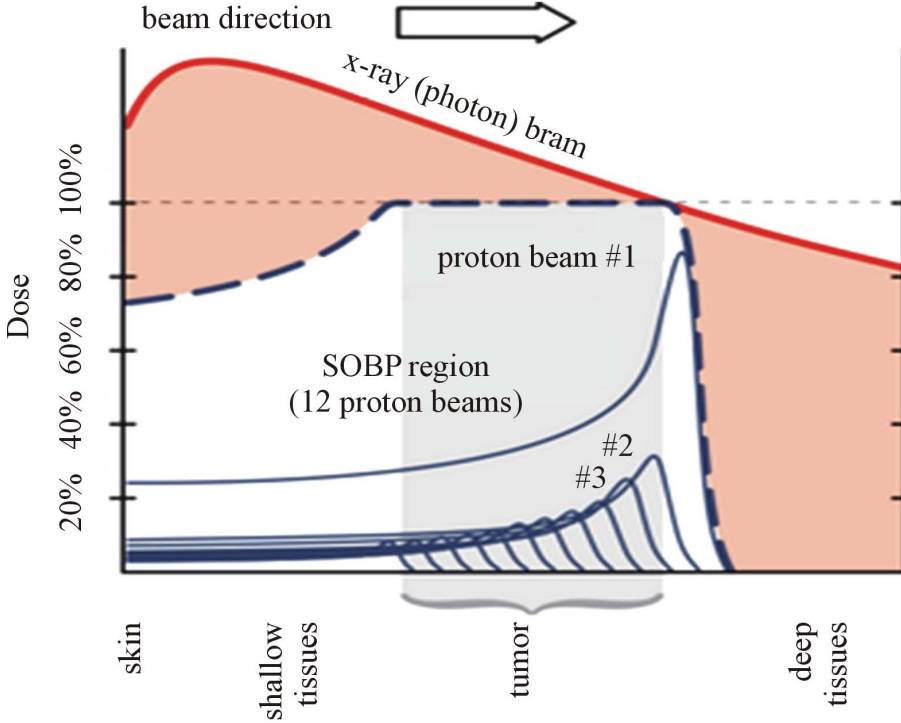 beam direction
x-ray (photon) bram
100%
80%
60%
40%
20%
Dose
proton beam #1
SOBP region
(12 proton beams)
#2
#3
skin
shallow
tissues
tumor
deep
tissues